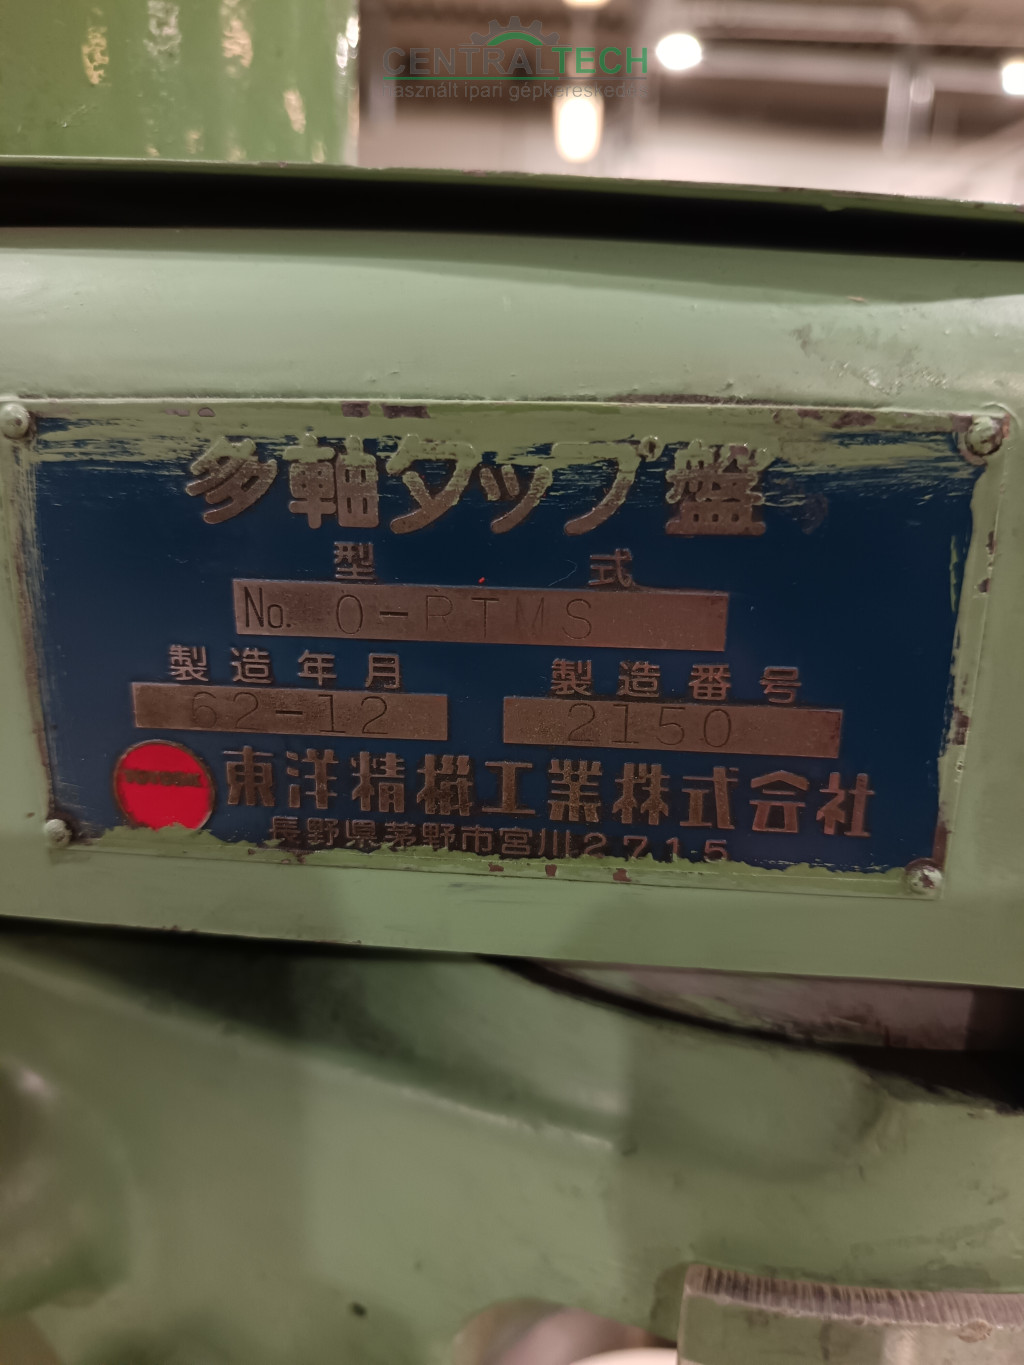 CENTRALTECH
használt ipari gépkereskedés
多軸タップ盤
型 式
No. 0-RTMS
製造年月 製造番号
62-12 2150
東洋精機工業株式会社
長野県茅野市宮川2715